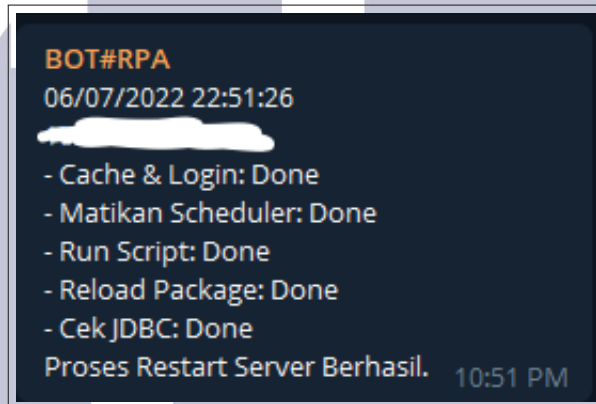 BOT#RPA
06/07/2022 22:51:26
- Cache & Login: Done
- Matikan Scheduler: Done
- Run Script: Done
- Reload Package: Done
- Cek JDBC: Done
Proses Restart Server Berhasil.
10:51 PM